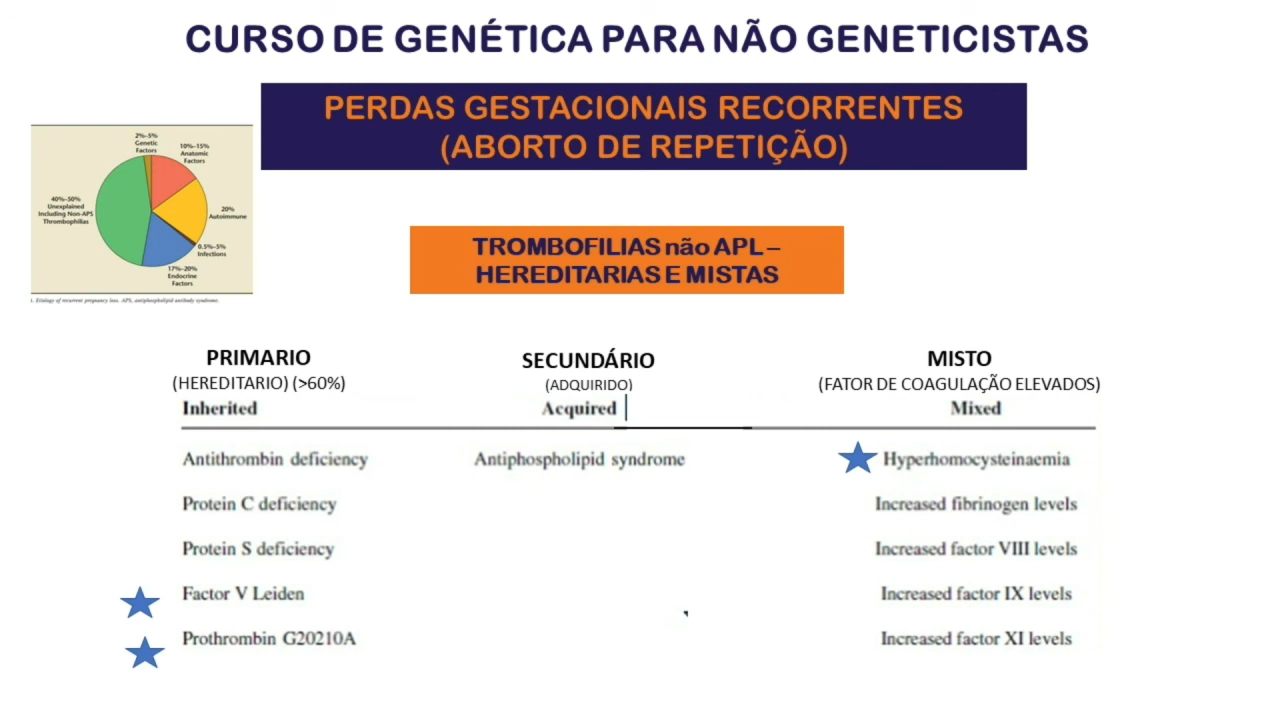 CURSO DE GENÉTICA PARA NÃO GENETICISTAS
PERDAS GESTACIONAIS RECORRENTES
(ABORTO DE REPETIÇÃO)
2%–5%
Genetic
Factors
10%–15%
Anatomic
Factors
40%–50%
Unexplained
Including Non-APS
Thrombophilias
20%
Autoimmune
0.5%–5%
Infections
17%–20%
Endocrine
Factors
1. Etiology of recurrent pregnancy loss. APS, antiphospholipid antibody syndrome.
TROMBOFILIAS não APL –
HEREDITARIAS E MISTAS
PRIMARIO
(HEREDITARIO) (>60%)
SECUNDÁRIO
(ADQUIRIDO)
MISTO
(FATOR DE COAGULAÇÃO ELEVADOS)
Inherited Acquired Mixed
Antithrombin deficiency Antiphospholipid syndrome Hyperhomocysteinaemia
Protein C deficiency Increased fibrinogen levels
Protein S deficiency Increased factor VIII levels
Factor V Leiden Increased factor IX levels
Prothrombin G20210A Increased factor XI levels